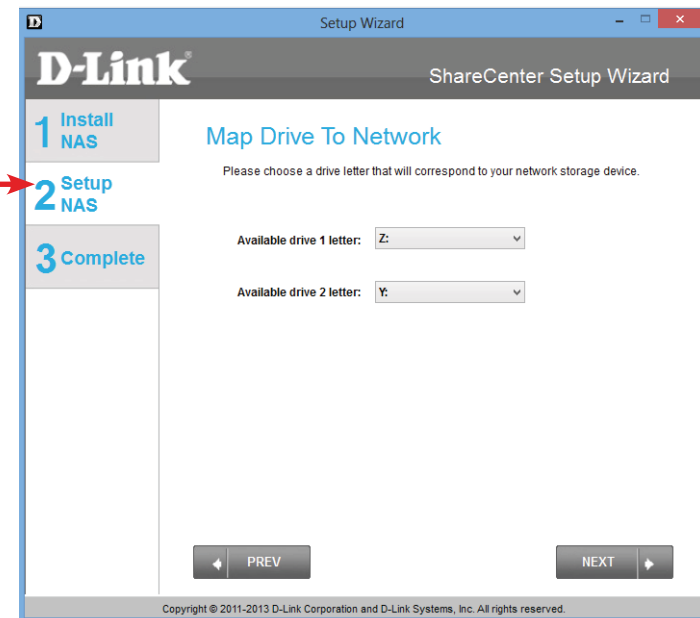 Setup Wizard
D-Link
ShareCenter Setup Wizard
1 Install
NAS
2 Setup
NAS
3 Complete
Map Drive To Network
Please choose a drive letter that will correspond to your network storage device.
Available drive 1 letter: Z:
Available drive 2 letter: Y:
PREV
NEXT
Copyright © 2011-2013 D-Link Corporation and D-Link Systems, Inc. All rights reserved.